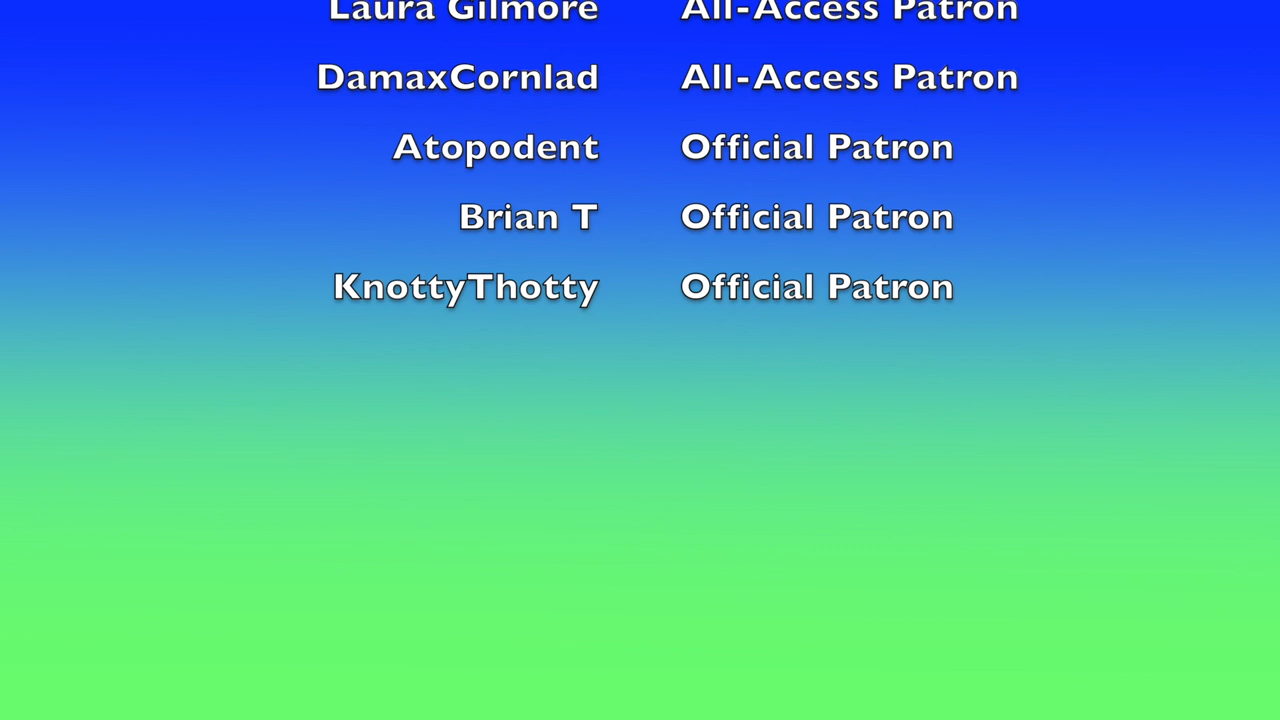 Laura Gilmore All-Access Patron
DamaxCornlad All-Access Patron
Atopodent Official Patron
Brian T Official Patron
KnottyThotty Official Patron